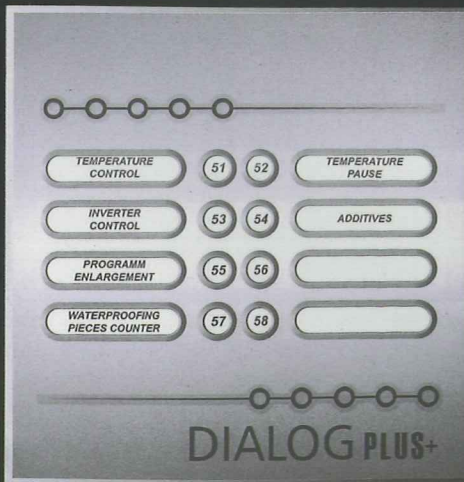 TEMPERATURE
CONTROL
51
52
TEMPERATURE
PAUSE
INVERTER
CONTROL
53
54
ADDITIVES
PROGRAMM
ENLARGEMENT
55
56
WATERPROOFING
PIECES COUNTER
57
58
DIALOG PLUS+